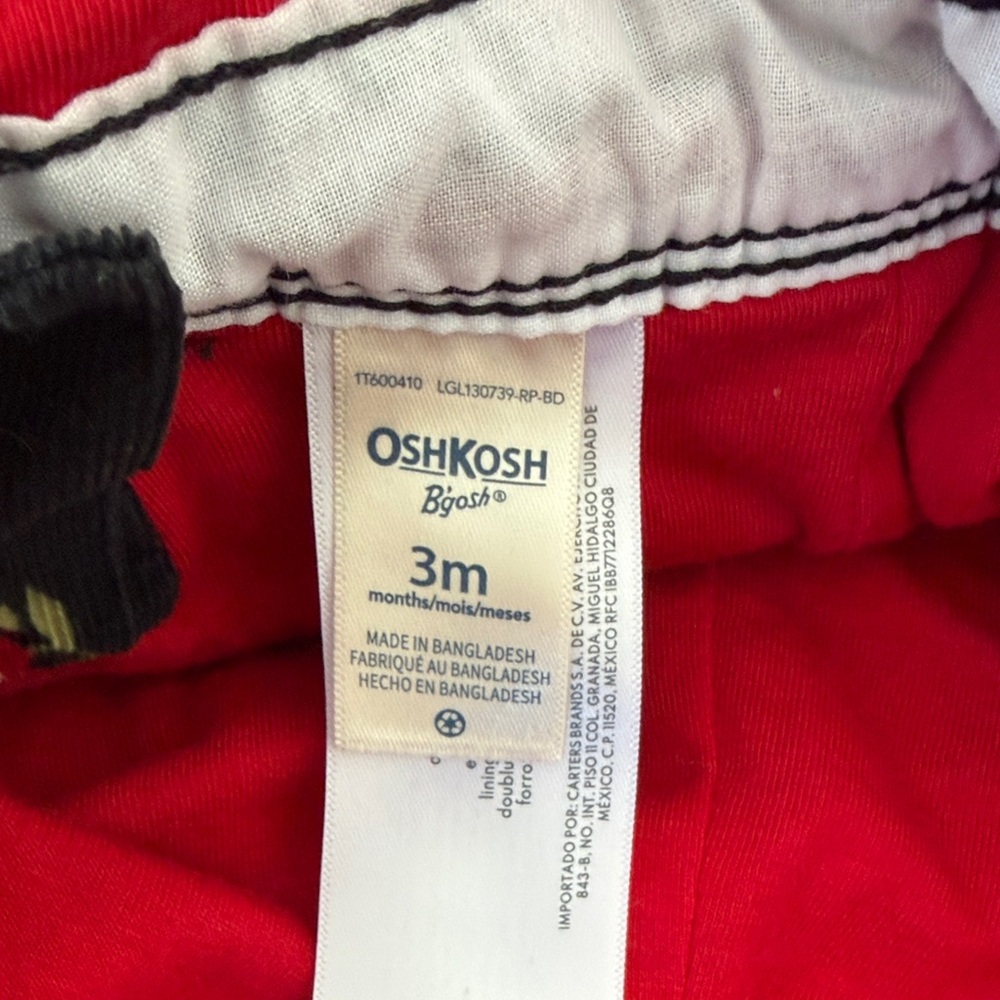 1T600410 LGL130739-RP-BD
OSHKOSH
B'gosh®
3m
months/mois/meses
MADE IN BANGLADESH
FABRIQUÉ AU BANGLADESH
HECHO EN BANGLADESH
lining
doublu
forro
IMPORTADO POR: CARTERS BRANDS S.A. DE C.V. AV. EJERCITO
843-B, NO. INT. PISO 11 COL. GRANADA, MIGUEL HIDALGO CIUDAD DE
MÉXICO. C.P. 11520, MÉXICO RFC IBB7712286Q8